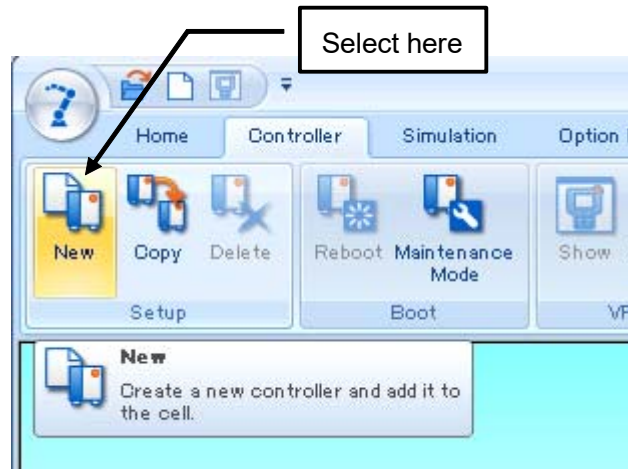 Select here
Home Controller Simulation Option
New Copy Delete Reboot Maintenance Mode Show
Setup Boot
New
Create a new controller and add it to
the cell.